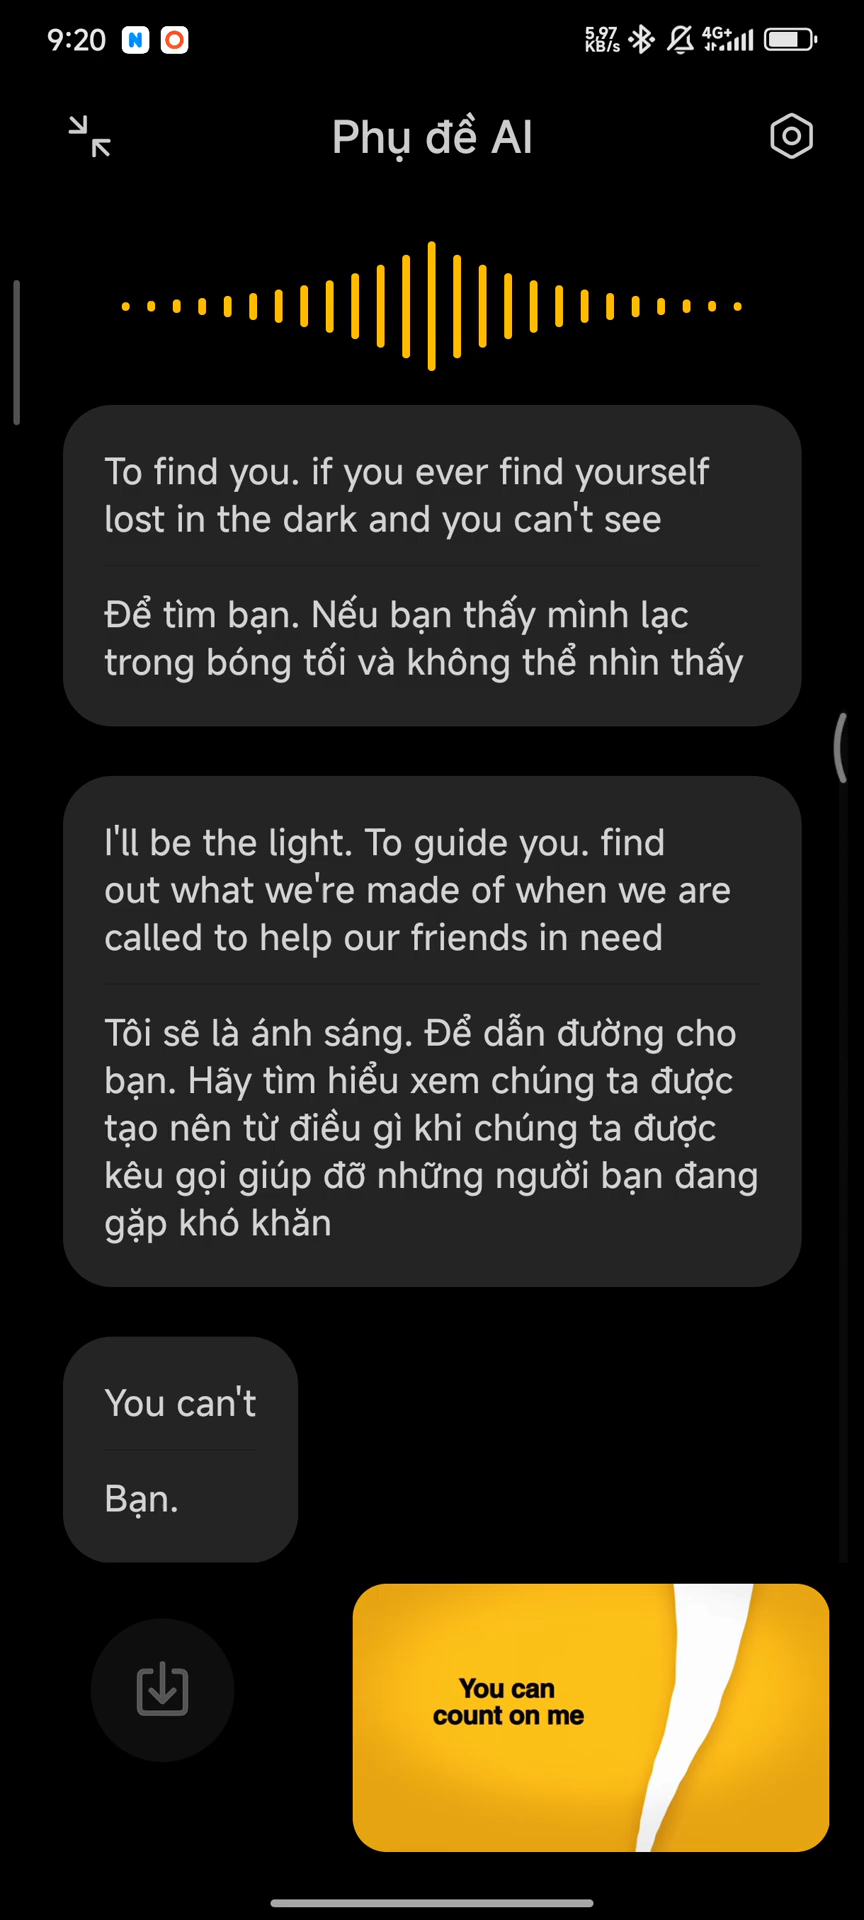 9:20
N
5.97
KB/s
4G+
Phụ đề AI
To find you. if you ever find yourself
lost in the dark and you can't see
Để tìm bạn. Nếu bạn thấy mình lạc
trong bóng tối và không thể nhìn thấy
I'll be the light. To guide you. find
out what we're made of when we are
called to help our friends in need
Tôi sẽ là ánh sáng. Để dẫn đường cho
bạn. Hãy tìm hiểu xem chúng ta được
tạo nên từ điều gì khi chúng ta được
kêu gọi giúp đỡ những người bạn đang
gặp khó khăn
You can't
Bạn.
You can
count on me